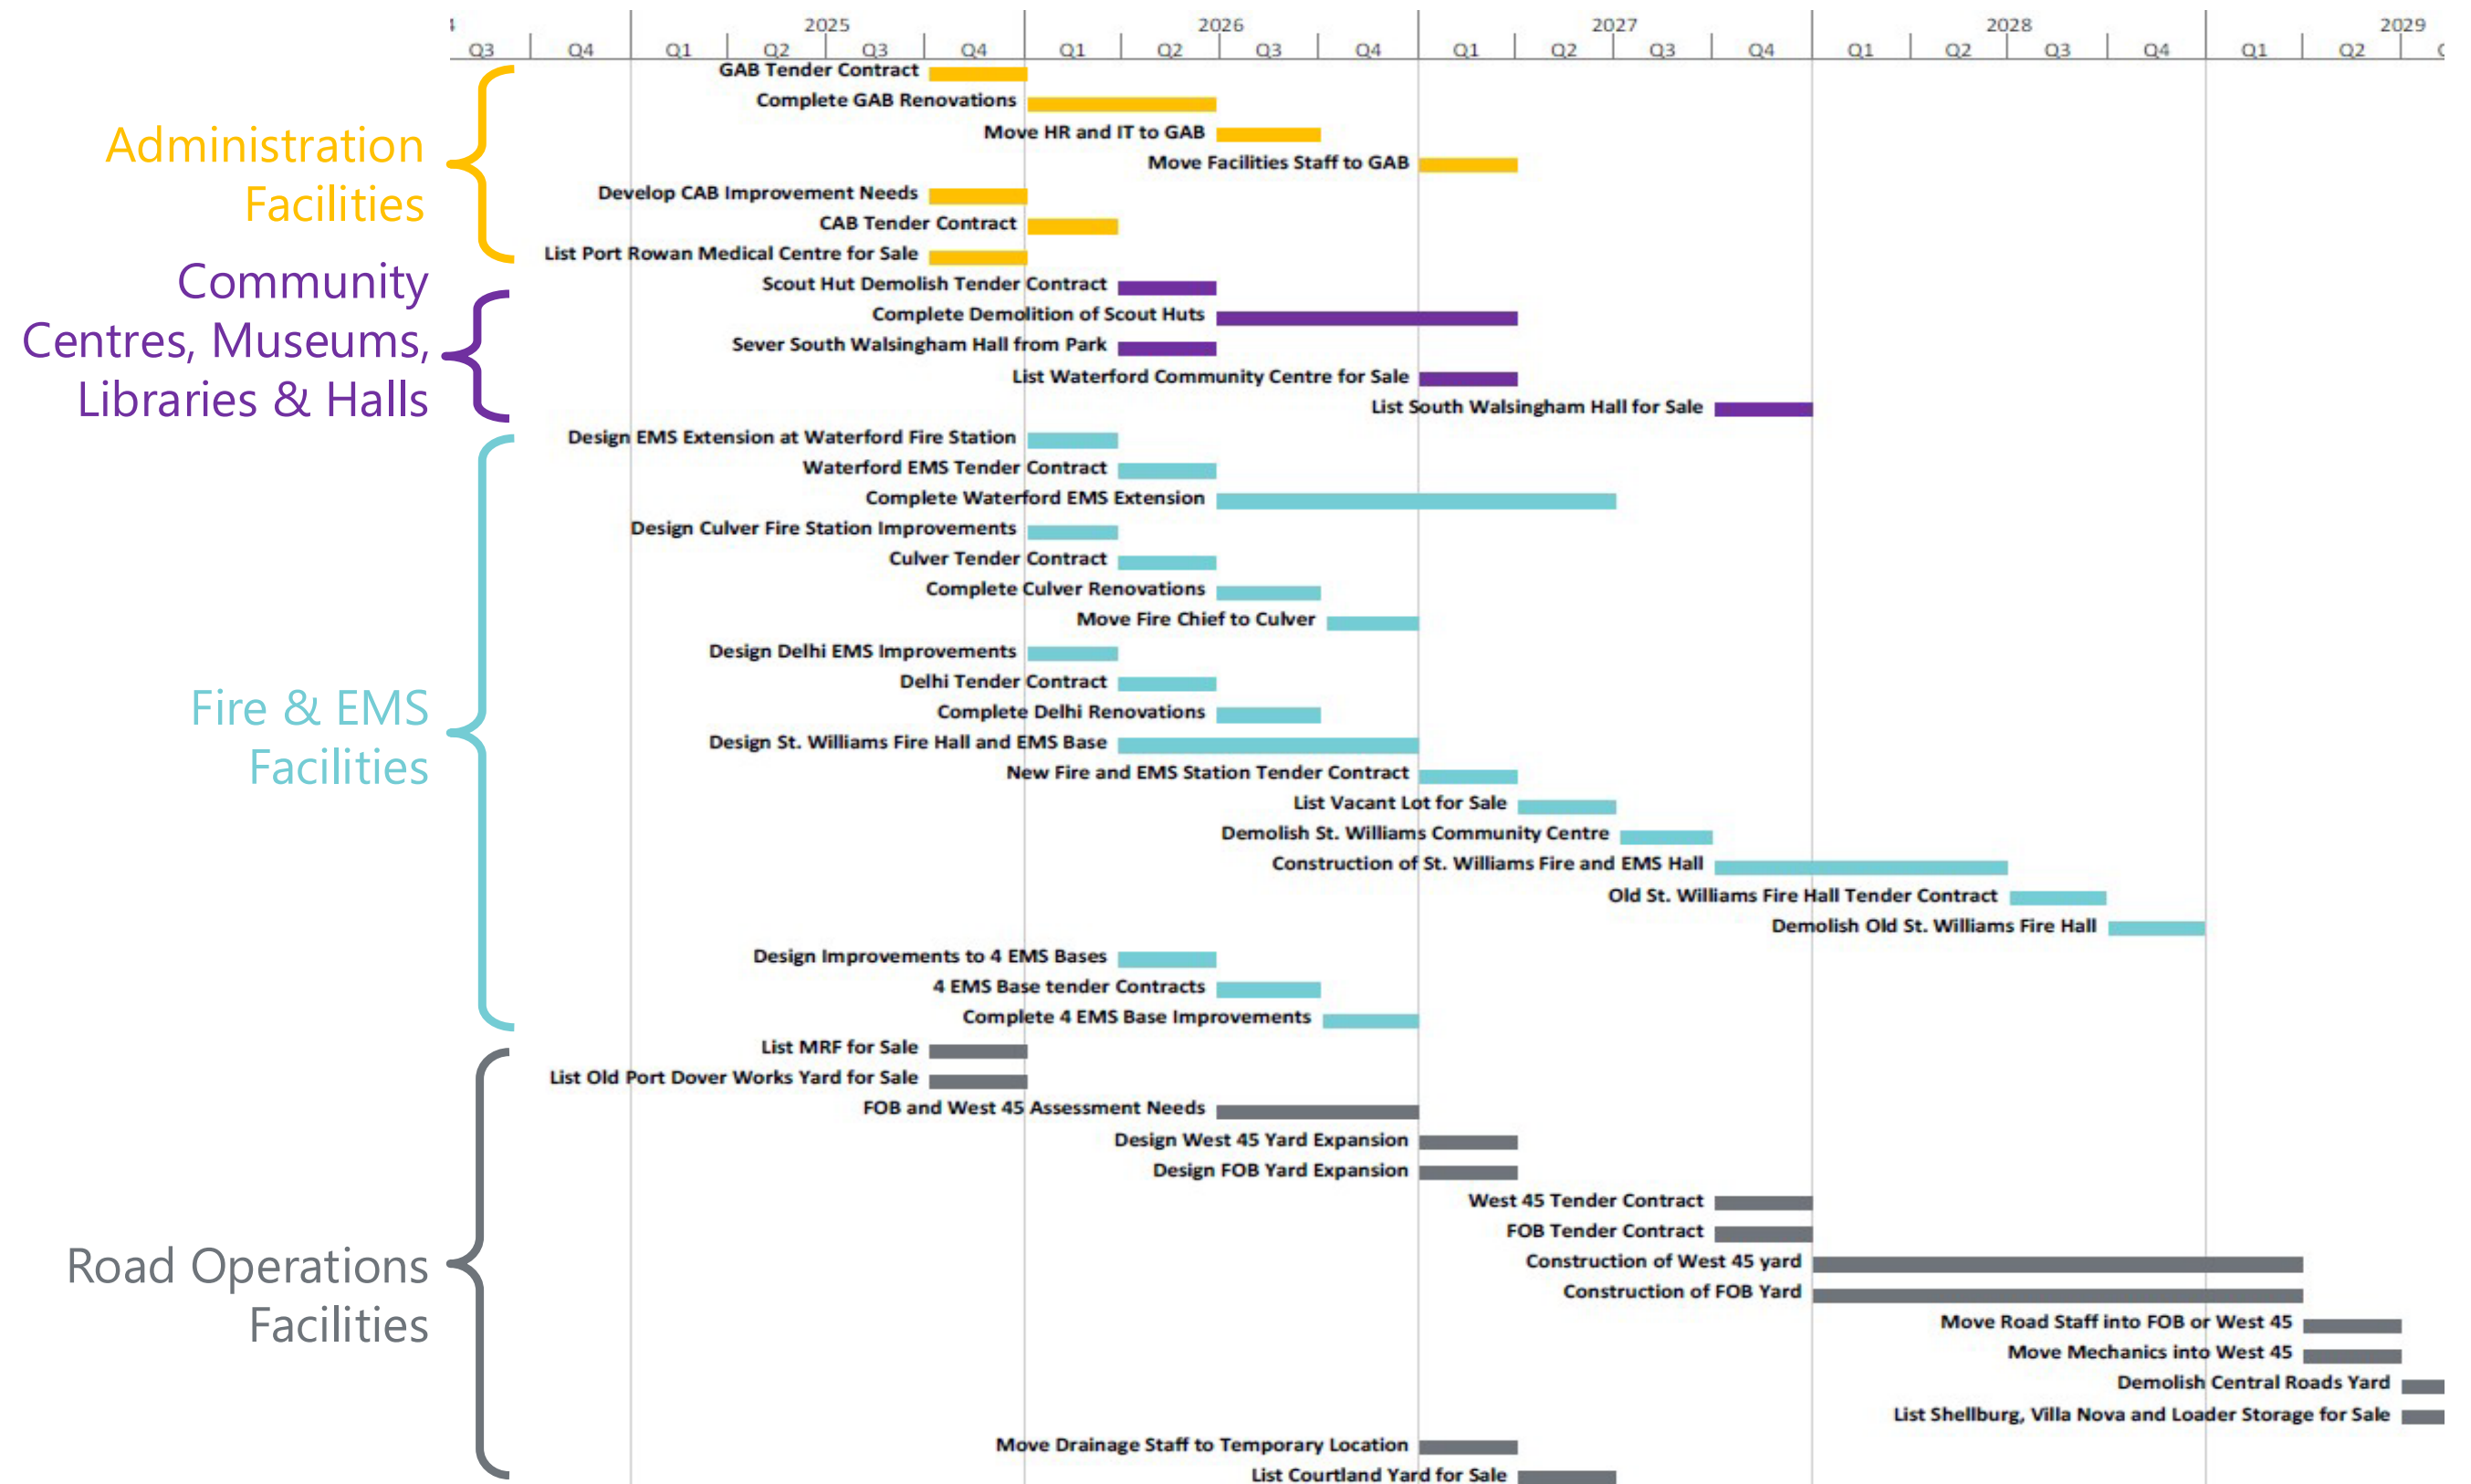 4 2025 2026 2027 2028 2029
Q3 Q4 Q1 Q2 Q3 Q4 Q1 Q2 Q3 Q4 Q1 Q2 Q3 Q4 Q1 Q2 Q3 Q4 Q1 Q2
Administration
Facilities
GAB Tender Contract
Complete GAB Renovations
Move HR and IT to GAB
Move Facilities Staff to GAB
Develop CAB Improvement Needs
CAB Tender Contract
List Port Rowan Medical Centre for Sale
Community
Centres, Museums,
Libraries & Halls
Scout Hut Demolish Tender Contract
Complete Demolition of Scout Huts
Sever South Walsingham Hall from Park
List Waterford Community Centre for Sale
List South Walsingham Hall for Sale
Fire & EMS
Facilities
Design EMS Extension at Waterford Fire Station
Waterford EMS Tender Contract
Complete Waterford EMS Extension
Design Culver Fire Station Improvements
Culver Tender Contract
Complete Culver Renovations
Move Fire Chief to Culver
Design Delhi EMS Improvements
Delhi Tender Contract
Complete Delhi Renovations
Design St. Williams Fire Hall and EMS Base
New Fire and EMS Station Tender Contract
List Vacant Lot for Sale
Demolish St. Williams Community Centre
Construction of St. Williams Fire and EMS Hall
Old St. Williams Fire Hall Tender Contract
Demolish Old St. Williams Fire Hall
Design Improvements to 4 EMS Bases
4 EMS Base tender Contracts
Complete 4 EMS Base Improvements
Road Operations
Facilities
List MRF for Sale
List Old Port Dover Works Yard for Sale
FOB and West 45 Assessment Needs
Design West 45 Yard Expansion
Design FOB Yard Expansion
West 45 Tender Contract
FOB Tender Contract
Construction of West 45 yard
Construction of FOB Yard
Move Road Staff into FOB or West 45
Move Mechanics into West 45
Demolish Central Roads Yard
List Shellburg, Villa Nova and Loader Storage for Sale
Move Drainage Staff to Temporary Location
List Courtland Yard for Sale